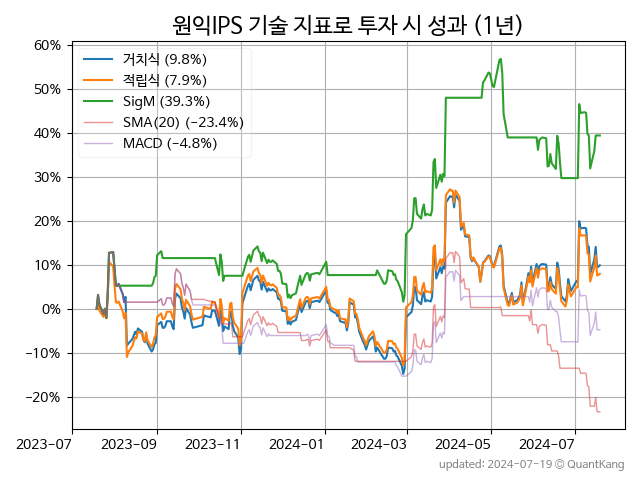 원익IPS 기술 지표로 투자 시 성과 (1년)
거치식 (9.8%)
적립식 (7.9%)
SigM (39.3%)
SMA(20) (−23.4%)
MACD (−4.8%)
60%
50%
40%
30%
20%
10%
0%
−10%
−20%
2023-07 2023-09 2023-11 2024-01 2024-03 2024-05 2024-07
updated: 2024-07-19 @ QuantKang